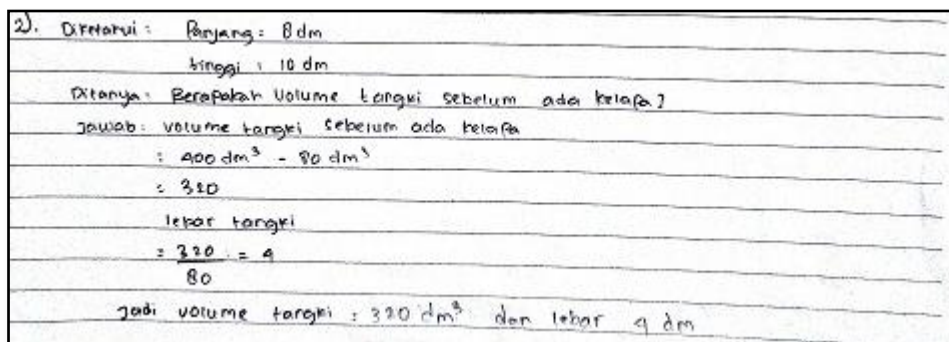 2). Diketahui : Panjang : 8 dm
tinggi : 10 dm
Ditanya : Berapakah Volume tangki sebelum ada kelapa?
Jawab : volume tangki sebelum ada kelapa
: 400 dm³ - 80 dm³
: 320
lebar tangki
: 320/80 = 4
Jadi volume tangki : 320 dm³ dan lebar 4 dm